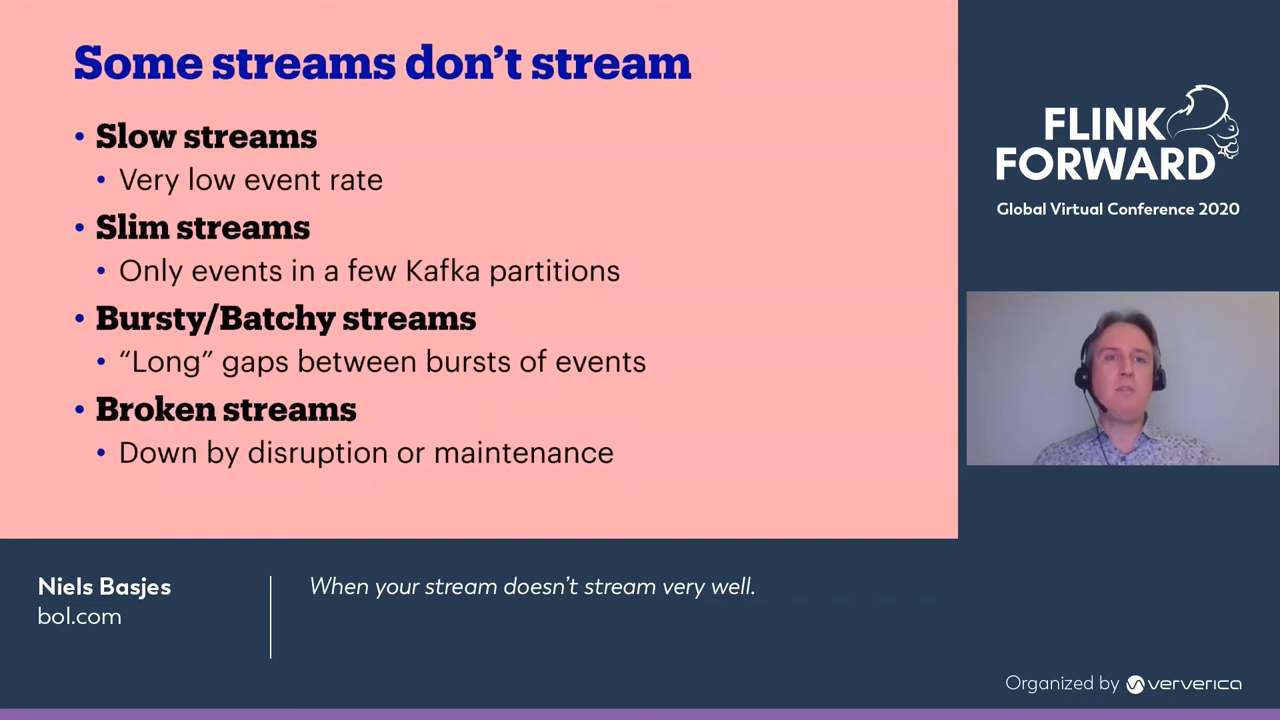 Some streams don’t stream
• Slow streams
• Very low event rate
• Slim streams
• Only events in a few Kafka partitions
• Bursty/Batchy streams
• “Long” gaps between bursts of events
• Broken streams
• Down by disruption or maintenance
FLINK
FORWARD
Global Virtual Conference 2020
Niels Basjes
bol.com
When your stream doesn’t stream very well.
Organized by ververica